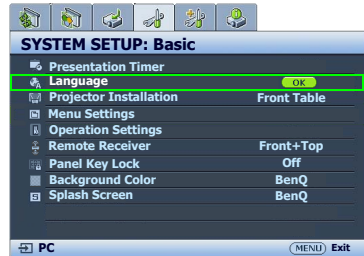 SYSTEM SETUP: Basic
Presentation Timer
Language OK
Projector Installation Front Table
Menu Settings
Operation Settings
Remote Receiver Front+Top
Panel Key Lock Off
Background Color BenQ
Splash Screen BenQ
PC MENU Exit